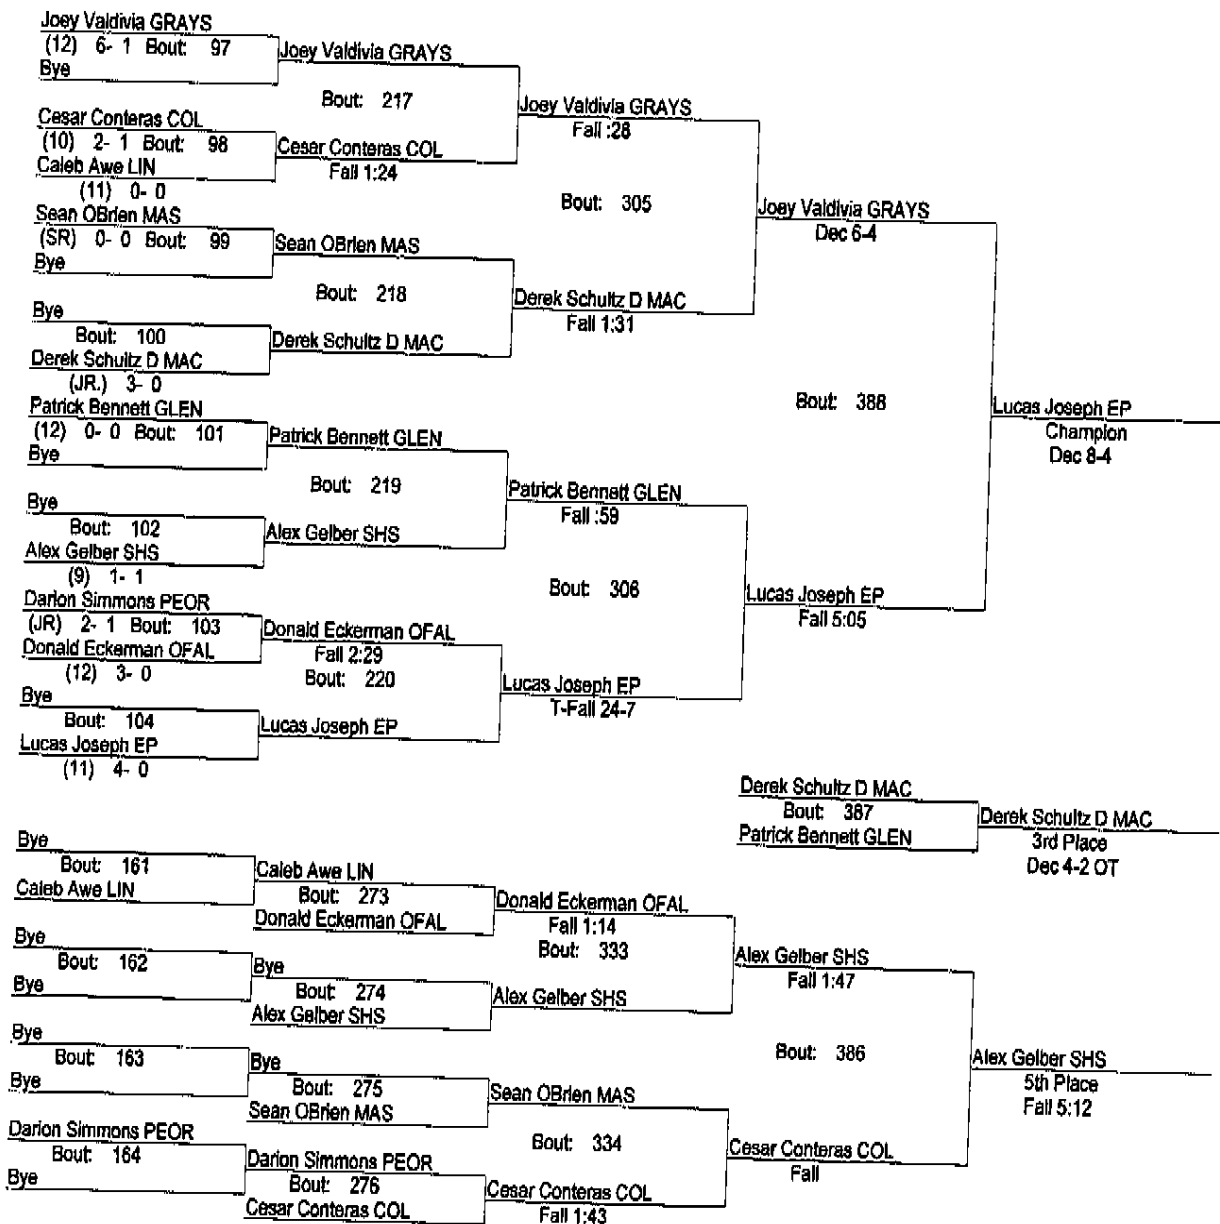 Joey Valdivia GRAYS
(12) 6- 1 Bout: 97
Bye
Joey Valdivia GRAYS
Bout: 217
Cesar Conteras COL
(10) 2- 1 Bout: 98
Caleb Awe LIN
(11) 0- 0
Cesar Conteras COL
Fall 1:24
Joey Valdivia GRAYS
Fall :28
Sean OBrien MAS
(SR) 0- 0 Bout: 99
Bye
Sean OBrien MAS
Bout: 218
Bye
Bout: 100
Derek Schultz D MAC
(JR.) 3- 0
Derek Schultz D MAC
Derek Schultz D MAC
Fall 1:31
Bout: 305
Joey Valdivia GRAYS
Dec 6-4
Patrick Bennett GLEN
(12) 0- 0 Bout: 101
Bye
Patrick Bennett GLEN
Bout: 219
Bye
Bout: 102
Alex Gelber SHS
(9) 1- 1
Alex Gelber SHS
Patrick Bennett GLEN
Fall :59
Darion Simmons PEOR
(JR) 2- 1 Bout: 103
Donald Eckerman OFAL
(12) 3- 0
Donald Eckerman OFAL
Fall 2:29
Bout: 220
Bye
Bout: 104
Lucas Joseph EP
(11) 4- 0
Lucas Joseph EP
Lucas Joseph EP
T-Fall 24-7
Bout: 306
Lucas Joseph EP
Fall 5:05
Bout: 388
Lucas Joseph EP
Champion
Dec 8-4
Derek Schultz D MAC
Bout: 387
Patrick Bennett GLEN
Derek Schultz D MAC
3rd Place
Dec 4-2 OT
Bye
Bout: 161
Caleb Awe LIN
Caleb Awe LIN
Bout: 273
Donald Eckerman OFAL
Donald Eckerman OFAL
Fall 1:14
Bout: 333
Bye
Bout: 162
Bye
Bye
Bout: 274
Alex Gelber SHS
Alex Gelber SHS
Alex Gelber SHS
Fall 1:47
Bye
Bout: 163
Bye
Bye
Bout: 275
Sean OBrien MAS
Sean OBrien MAS
Bout: 334
Darion Simmons PEOR
Bout: 164
Bye
Darion Simmons PEOR
Bout: 276
Cesar Conteras COL
Cesar Conteras COL
Fall 1:43
Cesar Conteras COL
Fall
Bout: 386
Alex Gelber SHS
5th Place
Fall 5:12